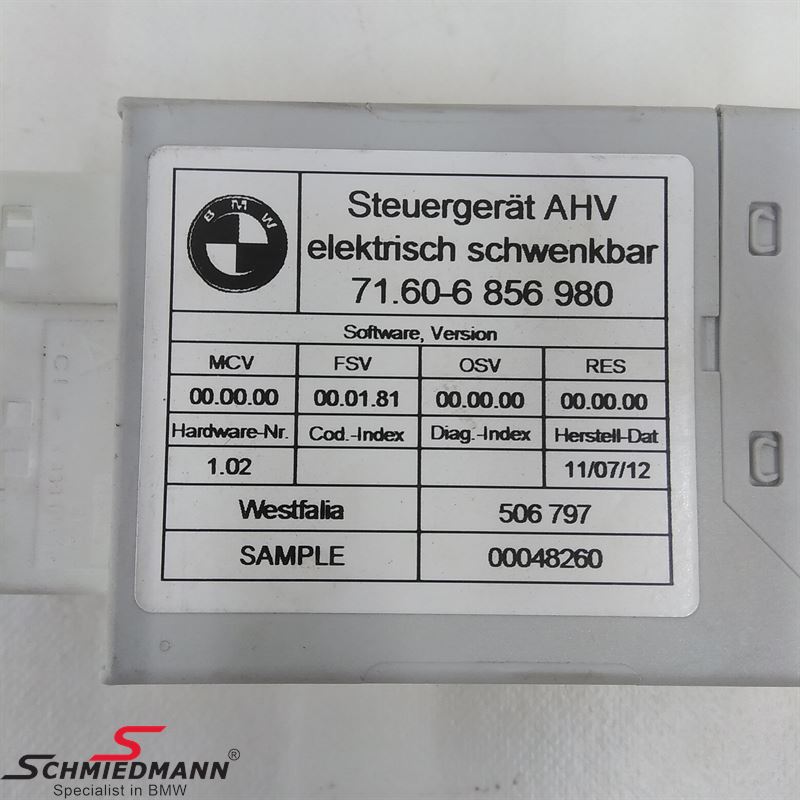 BMW
Steuergerät AHV
elektrisch schwenkbar
71.60-6 856 980
Software, Version
MCV FSV OSV RES
00.00.00 00.01.81 00.00.00 00.00.00
Hardware-Nr. Cod.-Index Diag.-Index Herstell-Dat
1.02 11/07/12
Westfalia 506 797
SAMPLE 00048260
SCHMIEDMANN®
Specialist in BMW